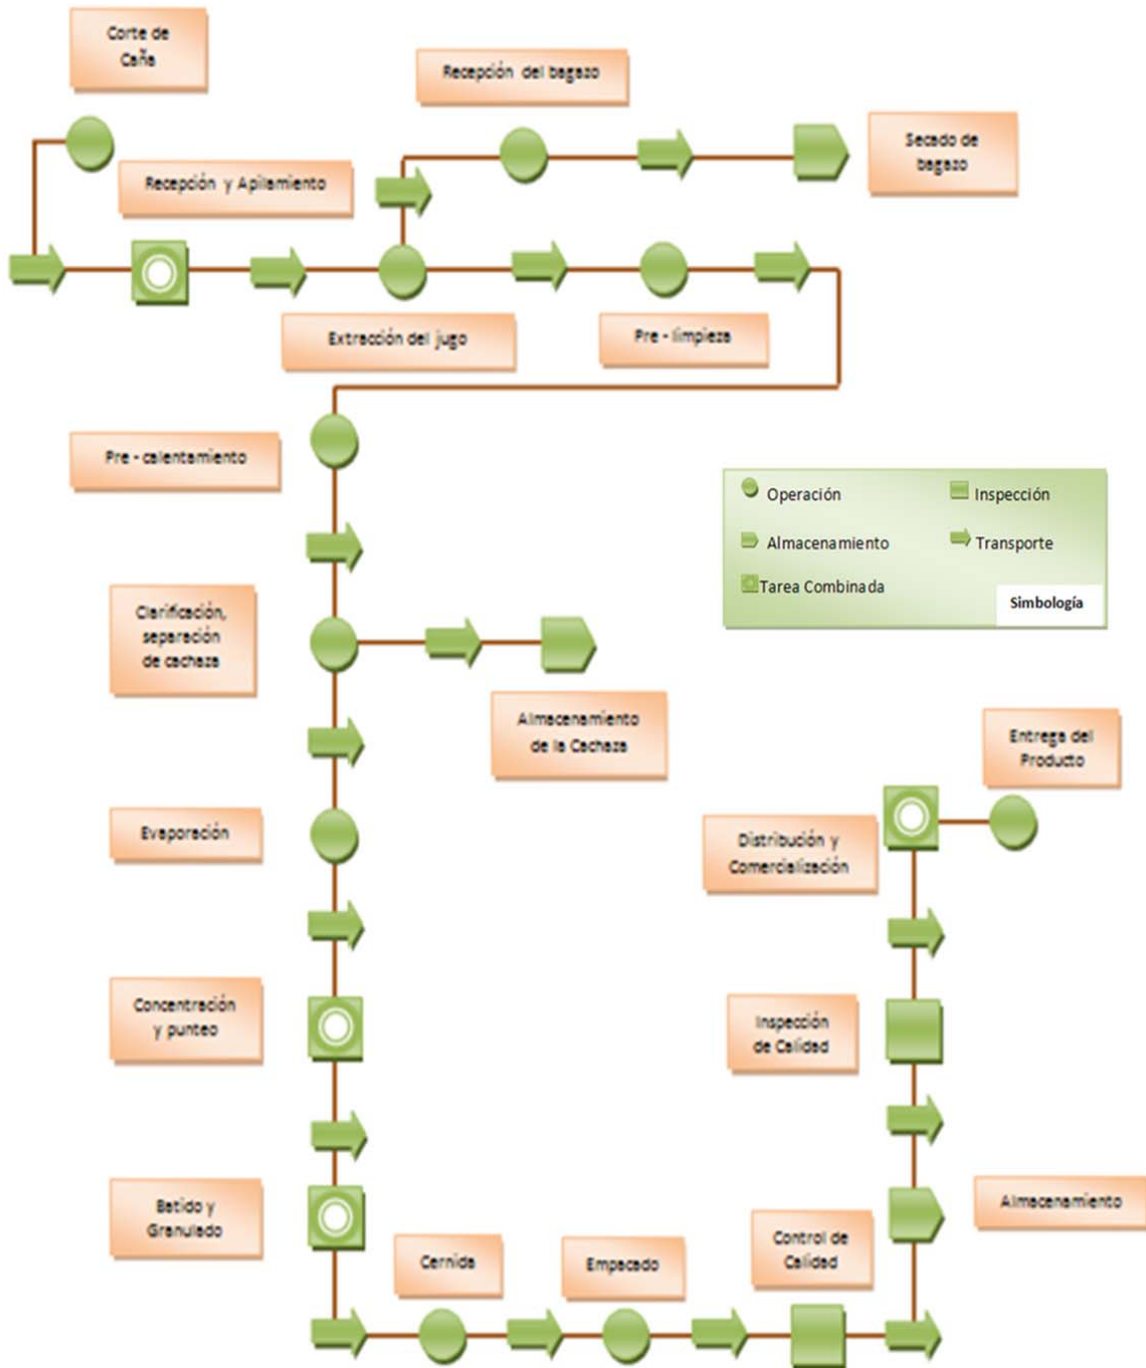 Corte de
Caña
Recepción del bagazo
Secado de
bagazo
Recepción y Apilamiento
Extracción del jugo
Pre - limpieza
Pre - calentamiento
Operación
Inspección
Almacenamiento
Transporte
Tarea Combinada
Simbología
Clarificación,
separación
de cachaza
Almacenamiento
de la Cachaza
Entrega del
Producto
Evaporación
Distribución y
Comercialización
Concentración
y punteo
Inspección
de Calidad
Batido y
Granulado
Almacenamiento
Cernida
Empacado
Control de
Calidad